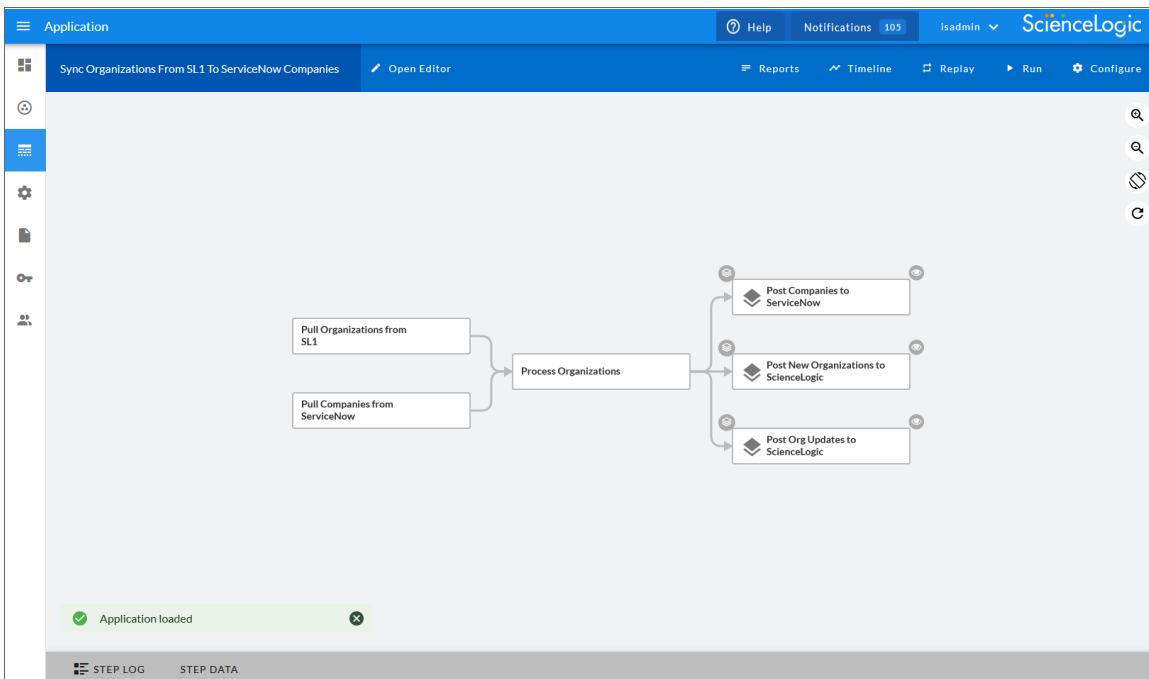 Application
Help
Notifications 105
isadmin
ScienceLogic
Sync Organizations From SL1 To ServiceNow Companies
Open Editor
Reports
Timeline
Replay
Run
Configure
Pull Organizations from
SL1
Pull Companies from
ServiceNow
Process Organizations
Post Companies to
ServiceNow
Post New Organizations to
ScienceLogic
Post Org Updates to
ScienceLogic
Application loaded
STEP LOG
STEP DATA